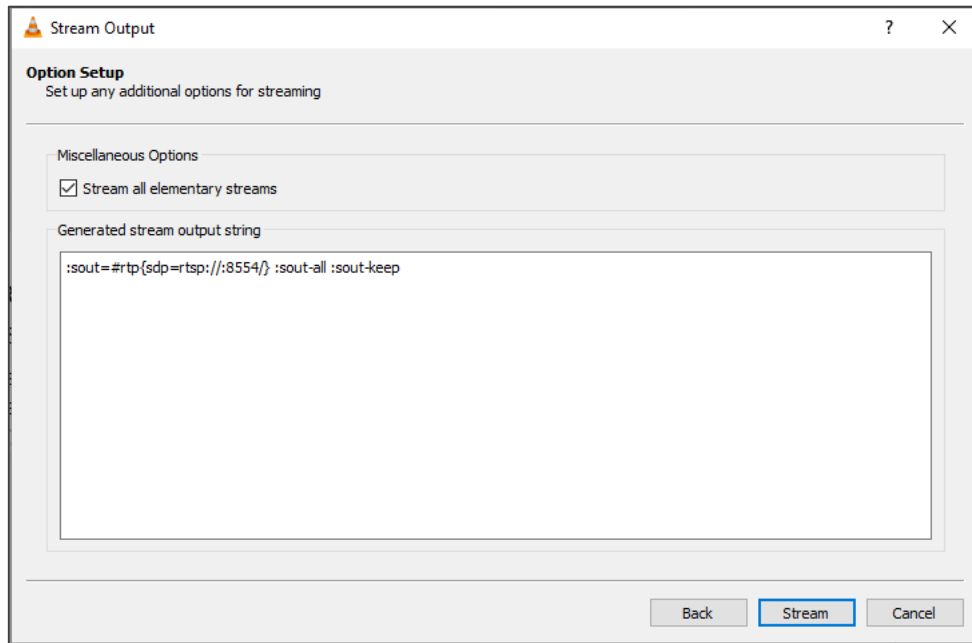 Stream Output
?
Option Setup
Set up any additional options for streaming
Miscellaneous Options
Stream all elementary streams
Generated stream output string
:sout=#rtp{sdp=rtsp://:8554/} :sout-all :sout-keep
Back Stream Cancel